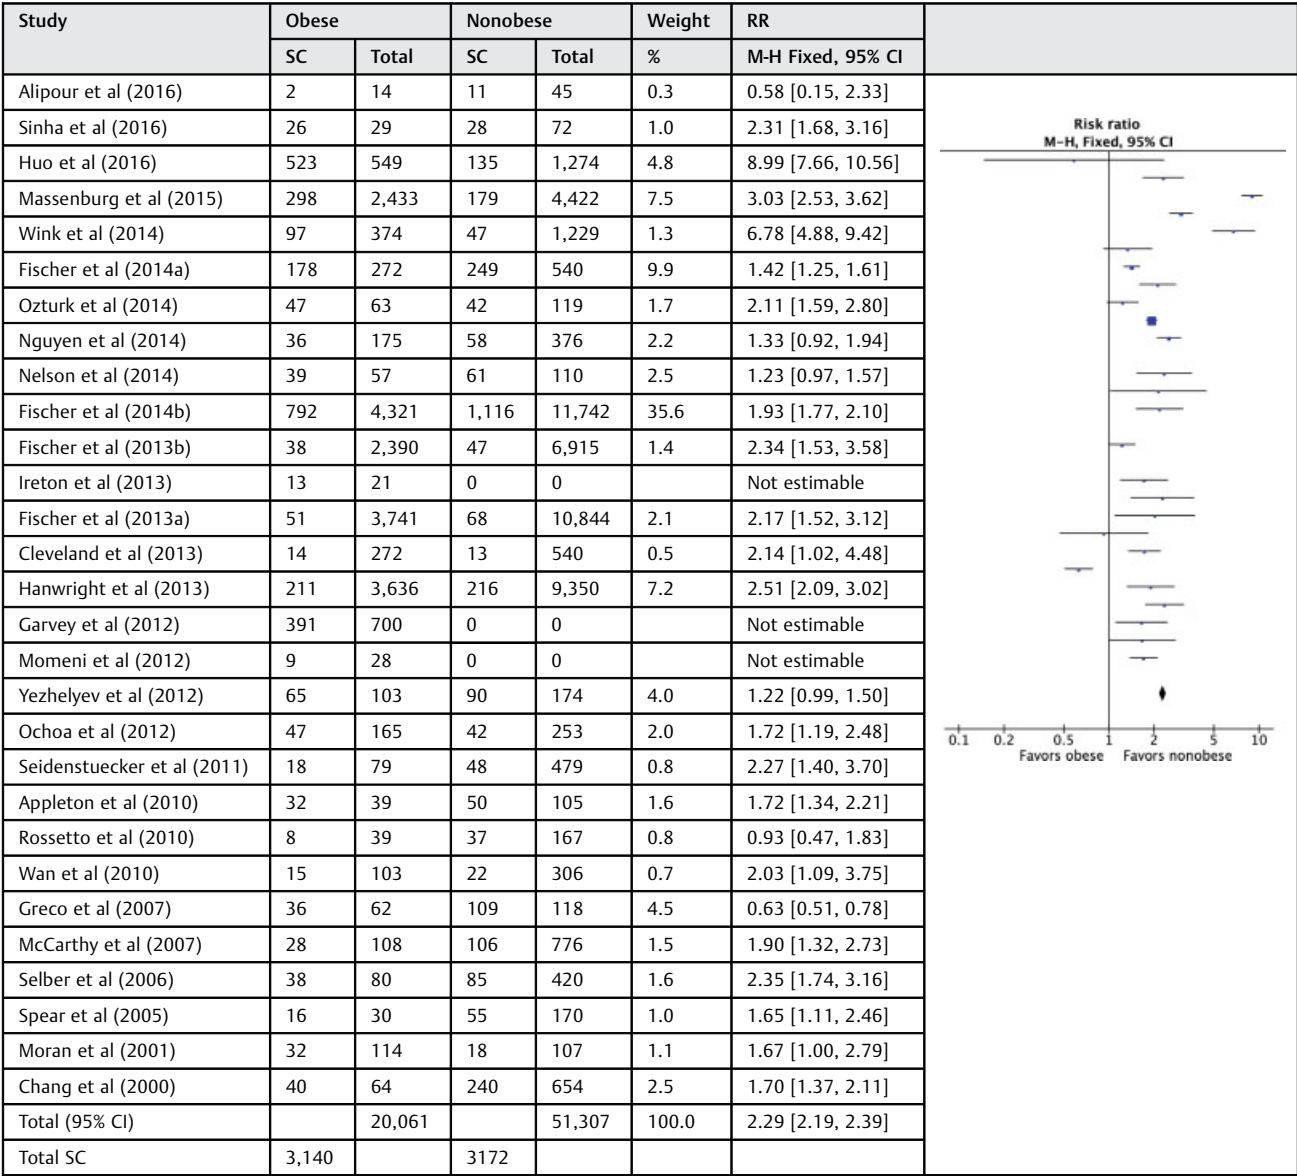 Study Obese Nonobese Weight RR
SC Total SC Total % M-H Fixed, 95% CI
Alipour et al (2016) 2 14 11 45 0.3 0.58 [0.15, 2.33]
Sinha et al (2016) 26 29 28 72 1.0 2.31 [1.68, 3.16]
Huo et al (2016) 523 549 135 1,274 4.8 8.99 [7.66, 10.56]
Massenburg et al (2015) 298 2,433 179 4,422 7.5 3.03 [2.53, 3.62]
Wink et al (2014) 97 374 47 1,229 1.3 6.78 [4.88, 9.42]
Fischer et al (2014a) 178 272 249 540 9.9 1.42 [1.25, 1.61]
Ozturk et al (2014) 47 63 42 119 1.7 2.11 [1.59, 2.80]
Nguyen et al (2014) 36 175 58 376 2.2 1.33 [0.92, 1.94]
Nelson et al (2014) 39 57 61 110 2.5 1.23 [0.97, 1.57]
Fischer et al (2014b) 792 4,321 1,116 11,742 35.6 1.93 [1.77, 2.10]
Fischer et al (2013b) 38 2,390 47 6,915 1.4 2.34 [1.53, 3.58]
Ireton et al (2013) 13 21 0 0 Not estimable
Fischer et al (2013a) 51 3,741 68 10,844 2.1 2.17 [1.52, 3.12]
Cleveland et al (2013) 14 272 13 540 0.5 2.14 [1.02, 4.48]
Hanwright et al (2013) 211 3,636 216 9,350 7.2 2.51 [2.09, 3.02]
Garvey et al (2012) 391 700 0 0 Not estimable
Momeni et al (2012) 9 28 0 0 Not estimable
Yezhelyev et al (2012) 65 103 90 174 4.0 1.22 [0.99, 1.50]
Ochoa et al (2012) 47 165 42 253 2.0 1.72 [1.19, 2.48]
Seidenstuecker et al (2011) 18 79 48 479 0.8 2.27 [1.40, 3.70]
Appleton et al (2010) 32 39 50 105 1.6 1.72 [1.34, 2.21]
Rossetto et al (2010) 8 39 37 167 0.8 0.93 [0.47, 1.83]
Wan et al (2010) 15 103 22 306 0.7 2.03 [1.09, 3.75]
Greco et al (2007) 36 62 109 118 4.5 0.63 [0.51, 0.78]
McCarthy et al (2007) 28 108 106 776 1.5 1.90 [1.32, 2.73]
Selber et al (2006) 38 80 85 420 1.6 2.35 [1.74, 3.16]
Spear et al (2005) 16 30 55 170 1.0 1.65 [1.11, 2.46]
Moran et al (2001) 32 114 18 107 1.1 1.67 [1.00, 2.79]
Chang et al (2000) 40 64 240 654 2.5 1.70 [1.37, 2.11]
Total (95% CI) 20,061 51,307 100.0 2.29 [2.19, 2.39]
Total SC 3,140 3172
Risk ratio
M-H, Fixed, 95% CI
0.1 0.2 0.5 1 2 5 10
Favors obese Favors nonobese